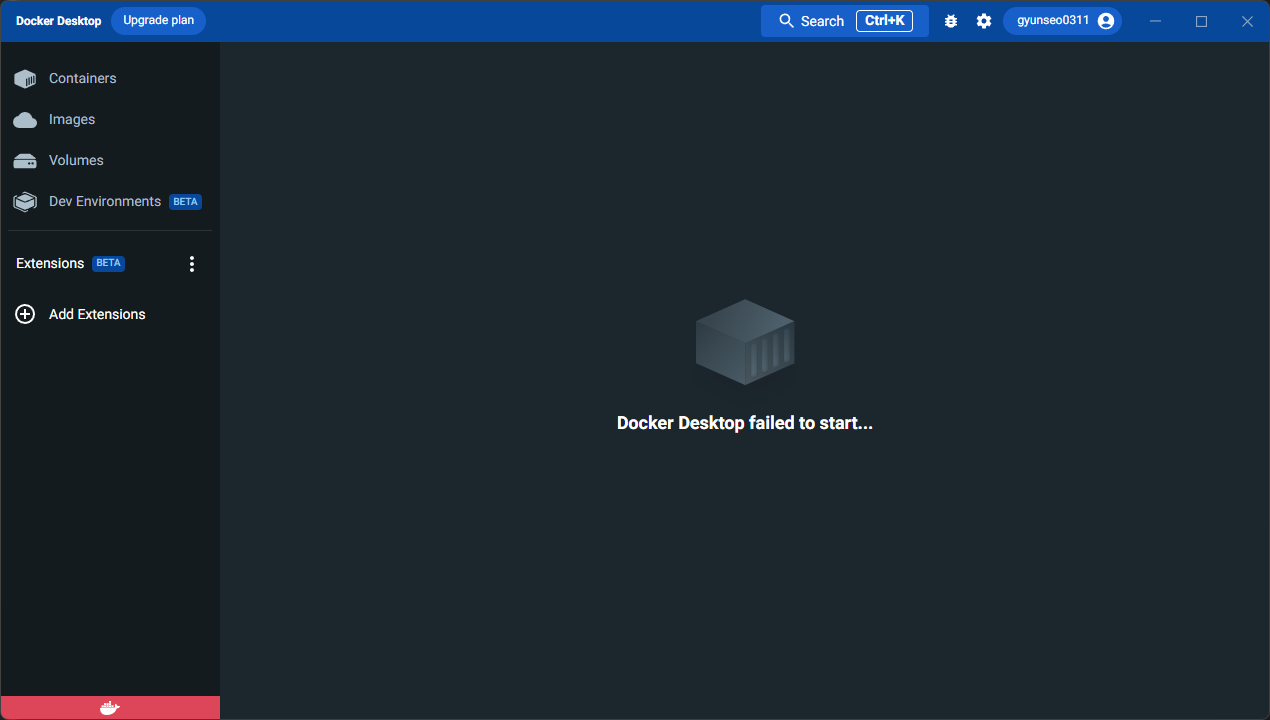 Docker Desktop Upgrade plan Search Ctrl+K gyunseo0311
Containers
Images
Volumes
Dev Environments BETA
Extensions BETA
Add Extensions
Docker Desktop failed to start...